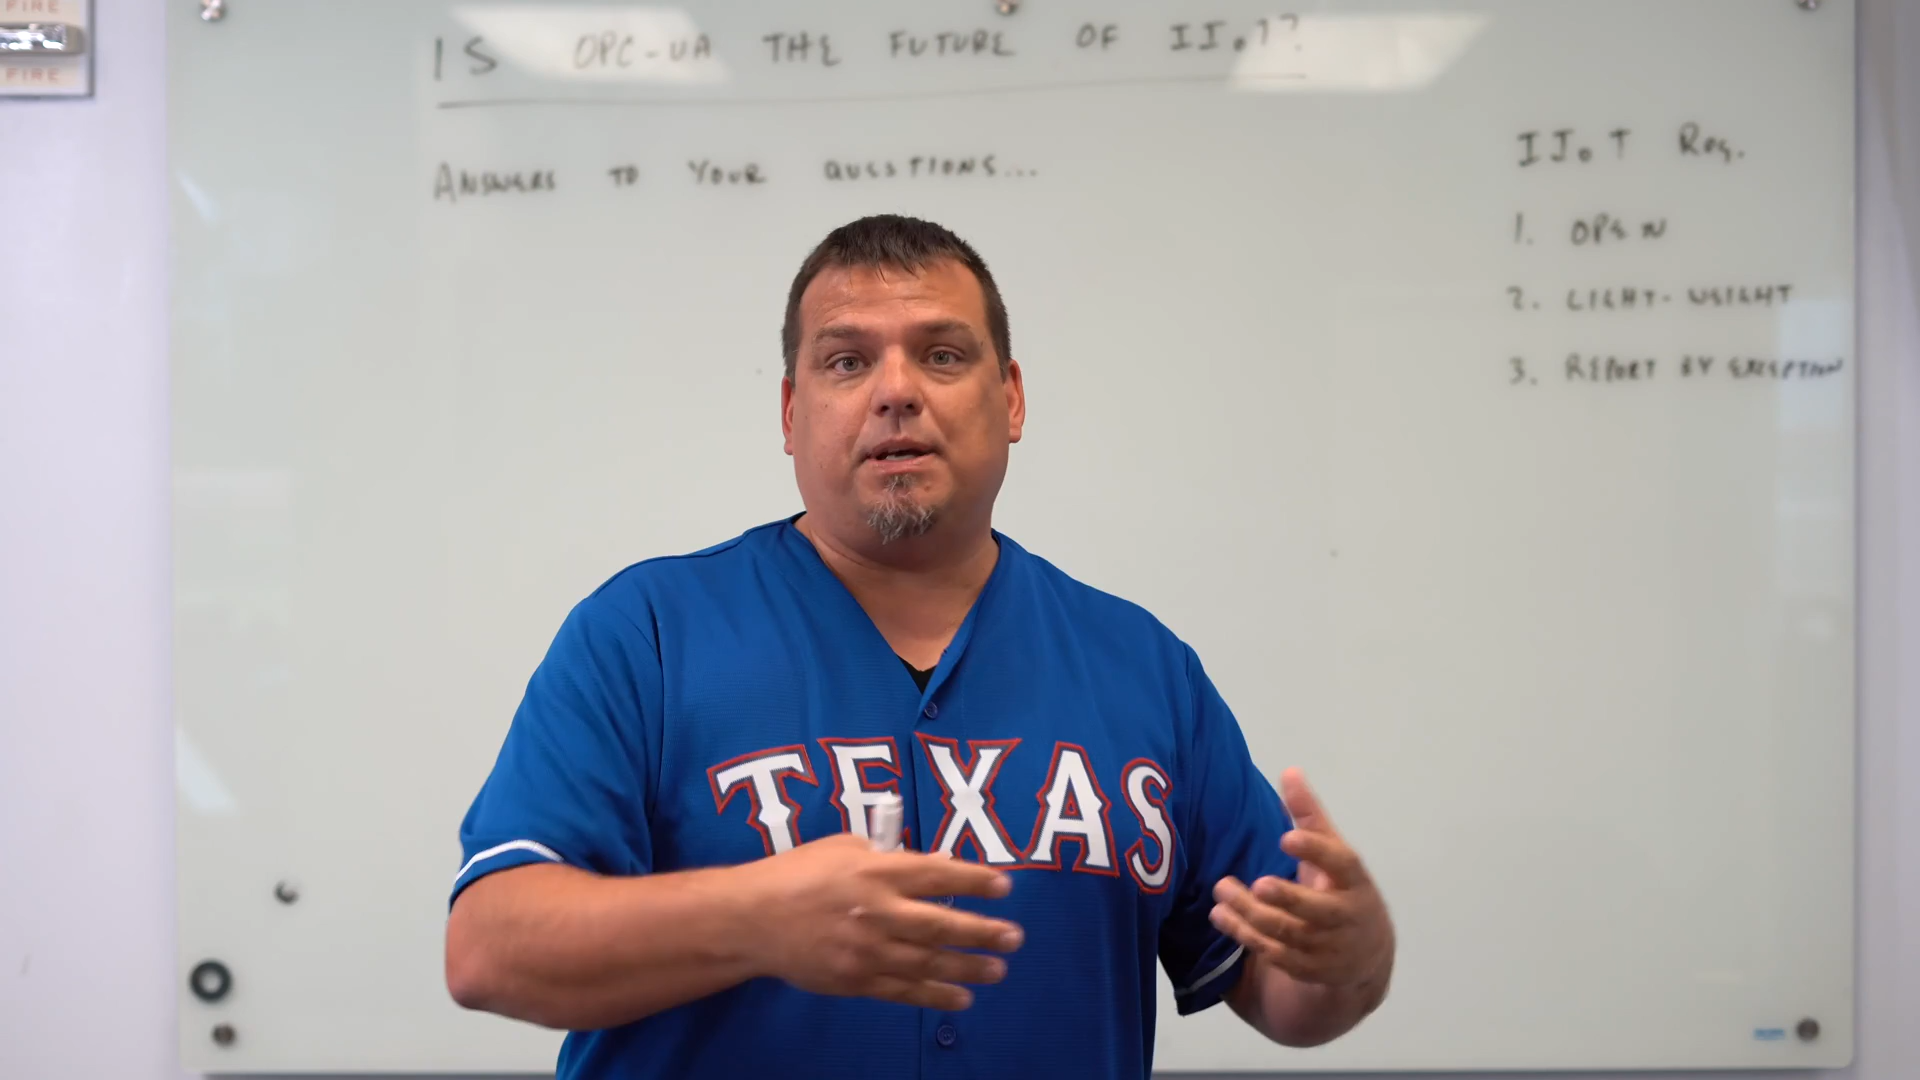 FIRE
FIRE
IS OPC-UA THE FUTURE OF IIoT?
ANSWERS TO YOUR QUESTIONS...
IIoT Req.
1. OPEN
2. LIGHT-WEIGHT
3. REPORT BY EXCEPTION
TEXAS